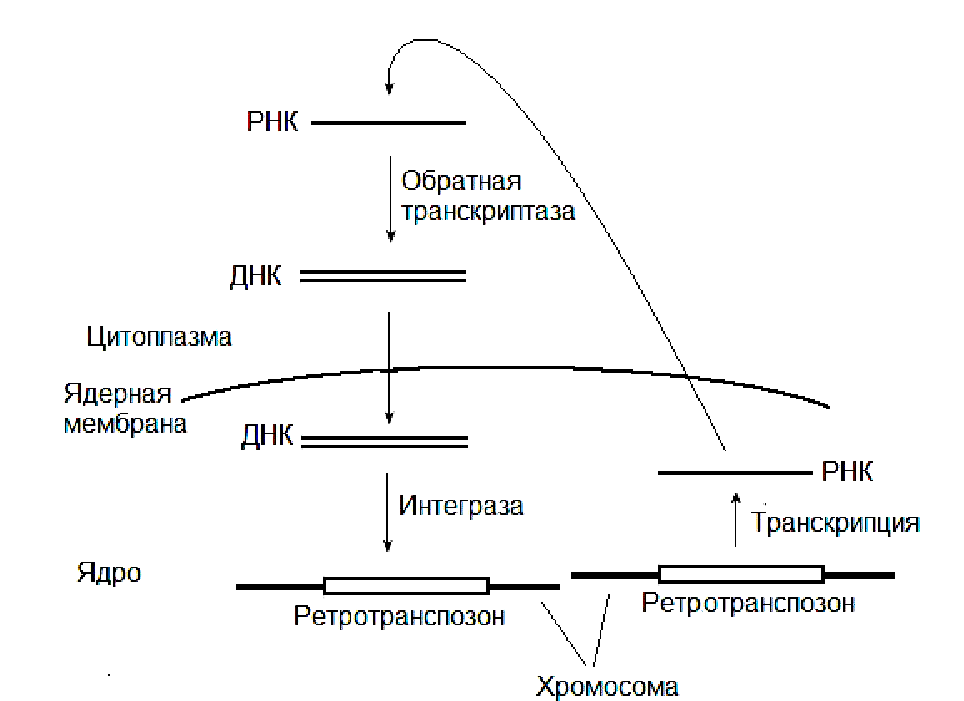 РНК
Обратная
транскриптаза
ДНК
Цитоплазма
Ядерная
мембрана
ДНК
РНК
Интеграза
Транскрипция
Ядро
Ретротранспозон
Ретротранспозон
Хромосома